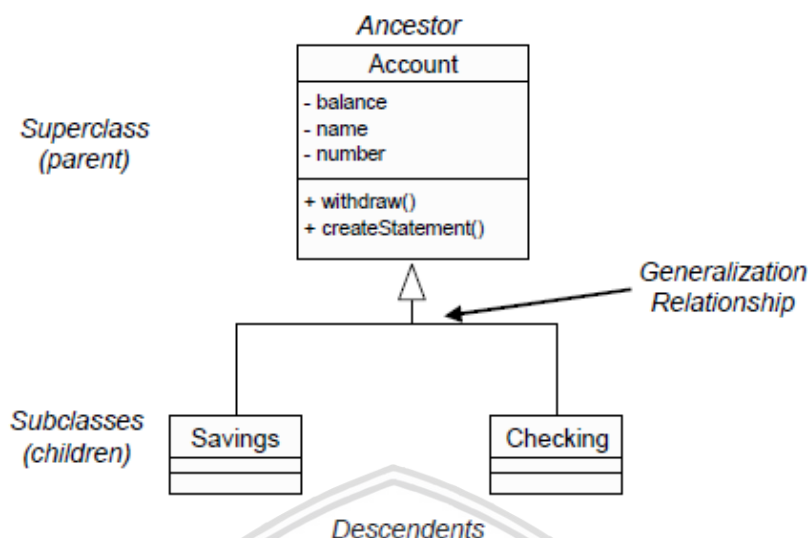 Ancestor
Account
Superclass
(parent)
- balance
- name
- number
+ withdraw()
+ createStatement()
Generalization
Relationship
Subclasses
(children)
Savings
Checking
Descendents